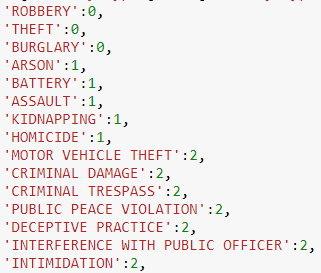 'ROBBERY':0,
'THEFT':0,
'BURGLARY':0,
'ARSON':1,
'BATTERY':1,
'ASSAULT':1,
'KIDNAPPING':1,
'HOMICIDE':1,
'MOTOR VEHICLE THEFT':2,
'CRIMINAL DAMAGE':2,
'CRIMINAL TRESPASS':2,
'PUBLIC PEACE VIOLATION':2,
'DECEPTIVE PRACTICE':2,
'INTERFERENCE WITH PUBLIC OFFICER':2,
'INTIMIDATION':2,